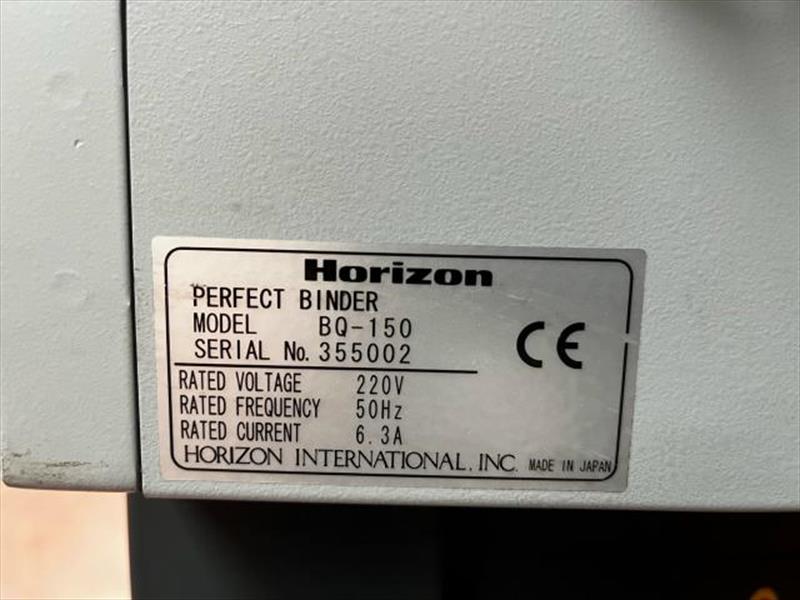 Horizon
PERFECT BINDER
MODEL BQ-150
SERIAL No. 355002
RATED VOLTAGE 220V
RATED FREQUENCY 50Hz
RATED CURRENT 6.3A
HORIZON INTERNATIONAL, INC. MADE IN JAPAN
CE